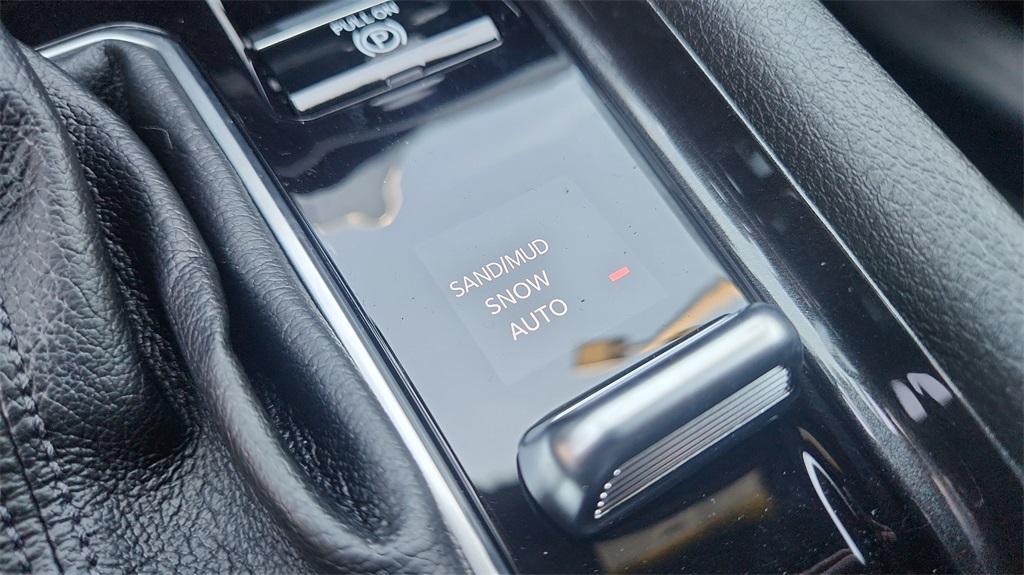 PULL ON
P
SAND/MUD
SNOW
AUTO